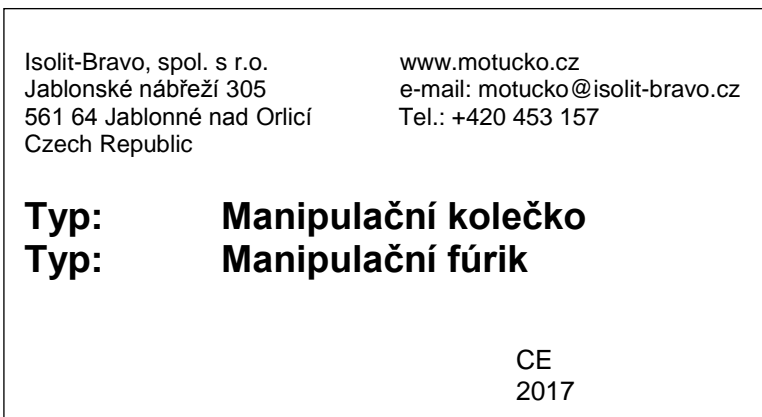 Isolit-Bravo, spol. s r.o.
Jablonské nábřeží 305
561 64 Jablonné nad Orlicí
Czech Republic
www.motucko.cz
e-mail: motucko@isolit-bravo.cz
Tel.: +420 453 157
Typ: Manipulační kolečko
Typ: Manipulační fúrik
CE
2017